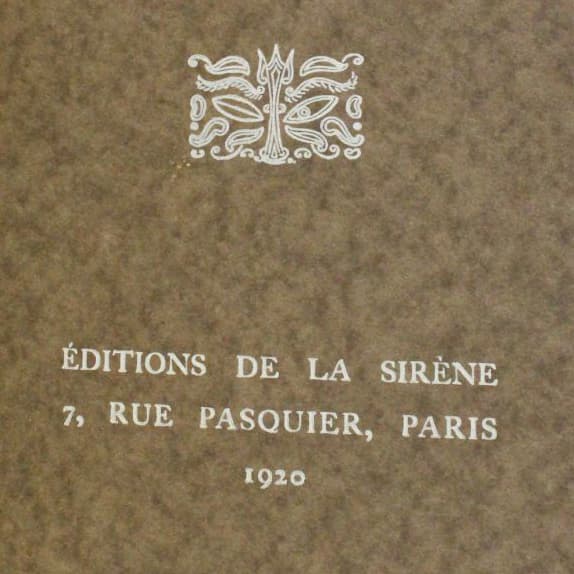 ÉDITIONS DE LA SIRÈNE
7, RUE PASQUIER, PARIS
1920